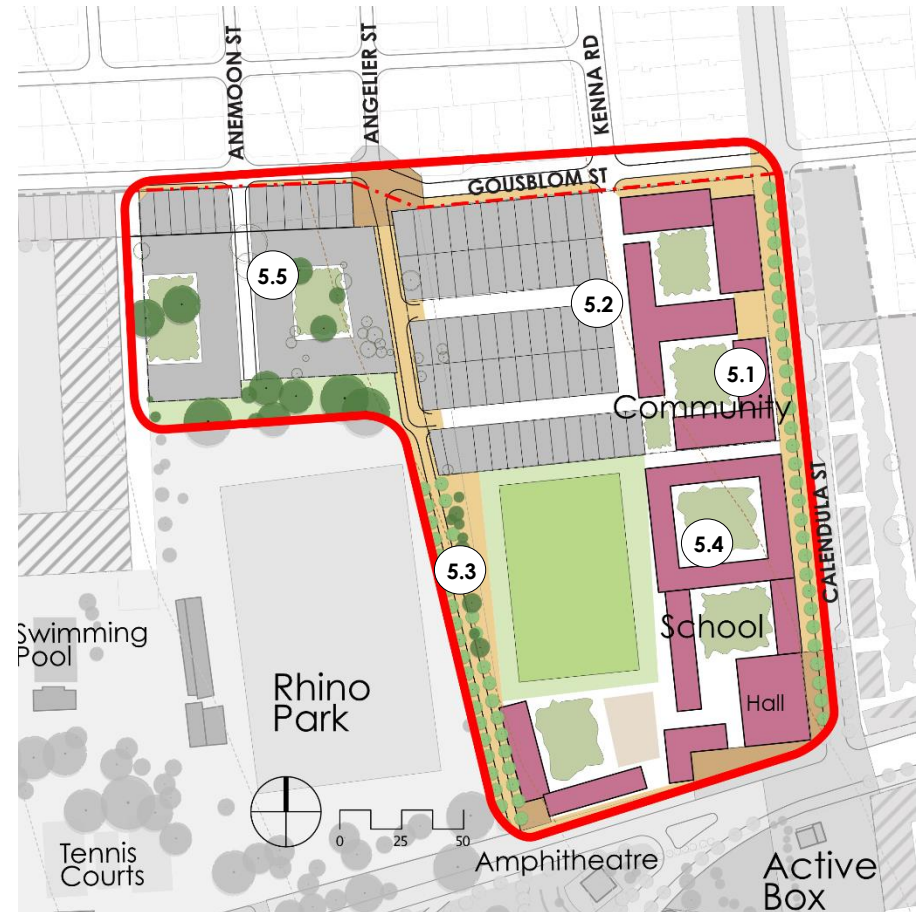 ANEMOON ST
ANGELIER ST
KENNA RD
GOUSBLOM ST
5.5
5.2
5.1
Community
CALENDULA ST
5.4
5.3
School
Swimming
Pool
Rhino
Park
Hall
0 25 50
Tennis
Courts
Amphitheatre
Active
Box